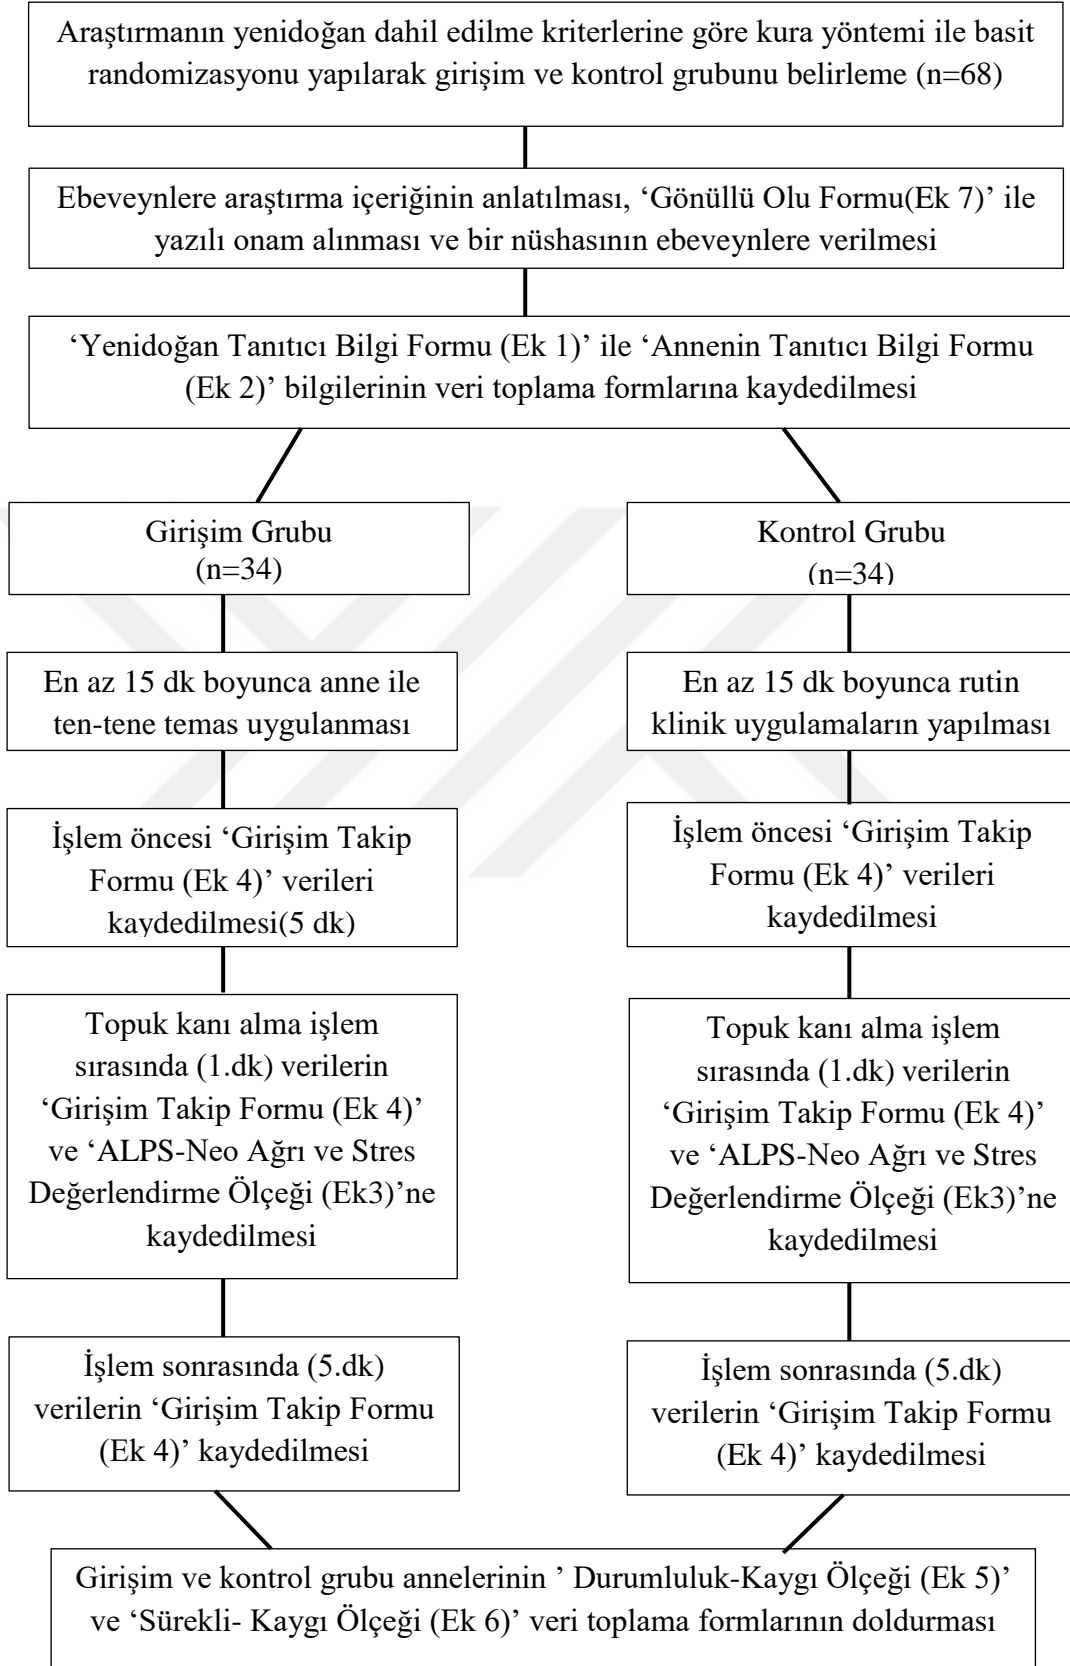 Araştırmanın yenidoğan dahil edilme kriterlerine göre kura yöntemi ile basit
randomizasyonu yapılarak girişim ve kontrol grubunu belirleme (n=68)
Ebeveynlere araştırma içeriğinin anlatılması, ‘Gönüllü Olu Formu(Ek 7)’ ile
yazılı onam alınması ve bir nüshasının ebeveynlere verilmesi
‘Yenidoğan Tanıtıcı Bilgi Formu (Ek 1)’ ile ‘Annenin Tanıtıcı Bilgi Formu
(Ek 2)’ bilgilerinin veri toplama formlarına kaydedilmesi
Girişim Grubu
(n=34)
En az 15 dk boyunca anne ile
ten-tene temas uygulanması
İşlem öncesi ‘Girişim Takip
Formu (Ek 4)’ verileri
kaydedilmesi(5 dk)
Topuk kanı alma işlem
sırasında (1.dk) verilerin
‘Girişim Takip Formu (Ek 4)’
ve ‘ALPS-Neo Ağrı ve Stres
Değerlendirme Ölçeği (Ek3)’ne
kaydedilmesi
İşlem sonrasında (5.dk)
verilerin ‘Girişim Takip Formu
(Ek 4)’ kaydedilmesi
Kontrol Grubu
(n=34)
En az 15 dk boyunca rutin
klinik uygulamaların yapılması
İşlem öncesi ‘Girişim Takip
Formu (Ek 4)’ verileri
kaydedilmesi
Topuk kanı alma işlem
sırasında (1.dk) verilerin
‘Girişim Takip Formu (Ek 4)’
ve ‘ALPS-Neo Ağrı ve Stres
Değerlendirme Ölçeği (Ek3)’ne
kaydedilmesi
İşlem sonrasında (5.dk)
verilerin ‘Girişim Takip Formu
(Ek 4)’ kaydedilmesi
Girişim ve kontrol grubu annelerinin ’ Durumluluk-Kaygı Ölçeği (Ek 5)’
ve ‘Sürekli- Kaygı Ölçeği (Ek 6)’ veri toplama formlarının doldurması